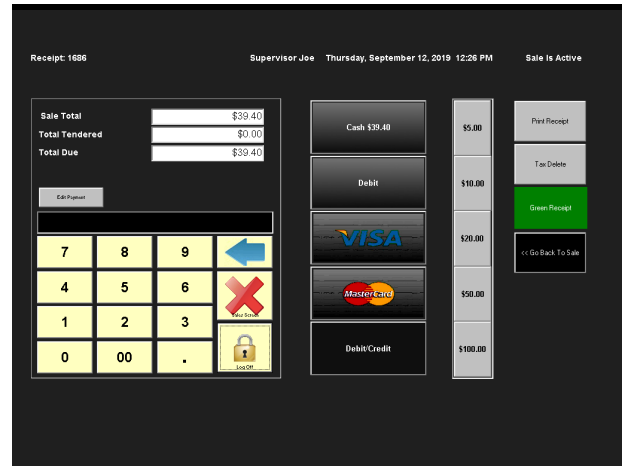 Receipt: 1686
Supervisor Joe Thursday, September 12, 2019 12:26 PM
Sale Is Active
Sale Total $39.40
Total Tendered $0.00
Total Due $39.40
Edit Payment
7 8 9
4 5 6
Sales Screen
1 2 3
0 00 .
Log Off
Cash $39.40
Debit
VISA
MasterCard
Debit/Credit
$5.00
$10.00
$20.00
$50.00
$100.00
Print Receipt
Tax Delete
Green Receipt
<< Go Back To Sale